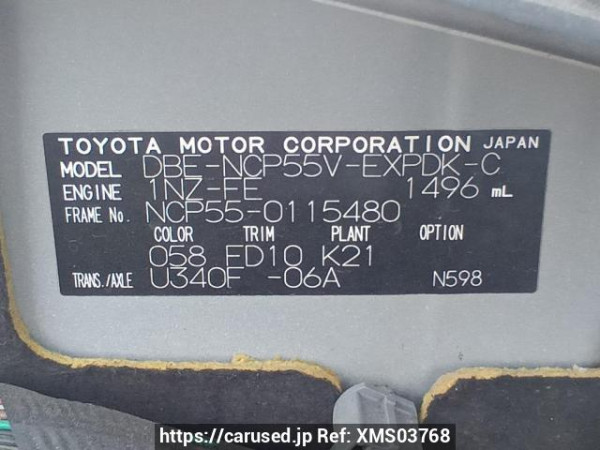 TOYOTA MOTOR CORPORATION JAPAN
MODEL DBE-NCP55V-EXPDK-C
ENGINE 1NZ-FE 1496 mL
FRAME No. NCP55-0115480
COLOR TRIM PLANT OPTION
058 FD10 K21
TRANS./AXLE U340F -06A N598
https://carused.jp Ref: XMS03768